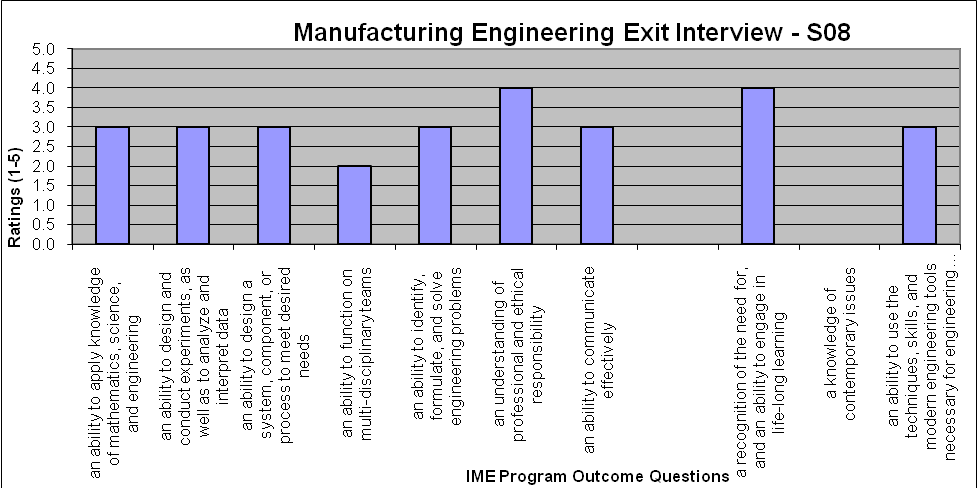 Manufacturing Engineering Exit Interview - S08
Ratings (1-5)
5.0
4.5
4.0
3.5
3.0
2.5
2.0
1.5
1.0
0.5
0.0
an ability to apply knowledge
of mathematics, science,
and engineering
an ability to design and
conduct experiments, as
well as to analyze and
interpret data
an ability to design a
system, component, or
process to meet desired
needs
an ability to function on
multi-disciplinary teams
an ability to identify,
formulate, and solve
engineering problems
an understanding of
professional and ethical
responsibility
an ability to communicate
effectively
a recognition of the need for,
and an ability to engage in
life-long learning
a knowledge of
contemporary issues
an ability to use the
techniques, skills, and
modern engineering tools
necessary for engineering....
IME Program Outcome Questions